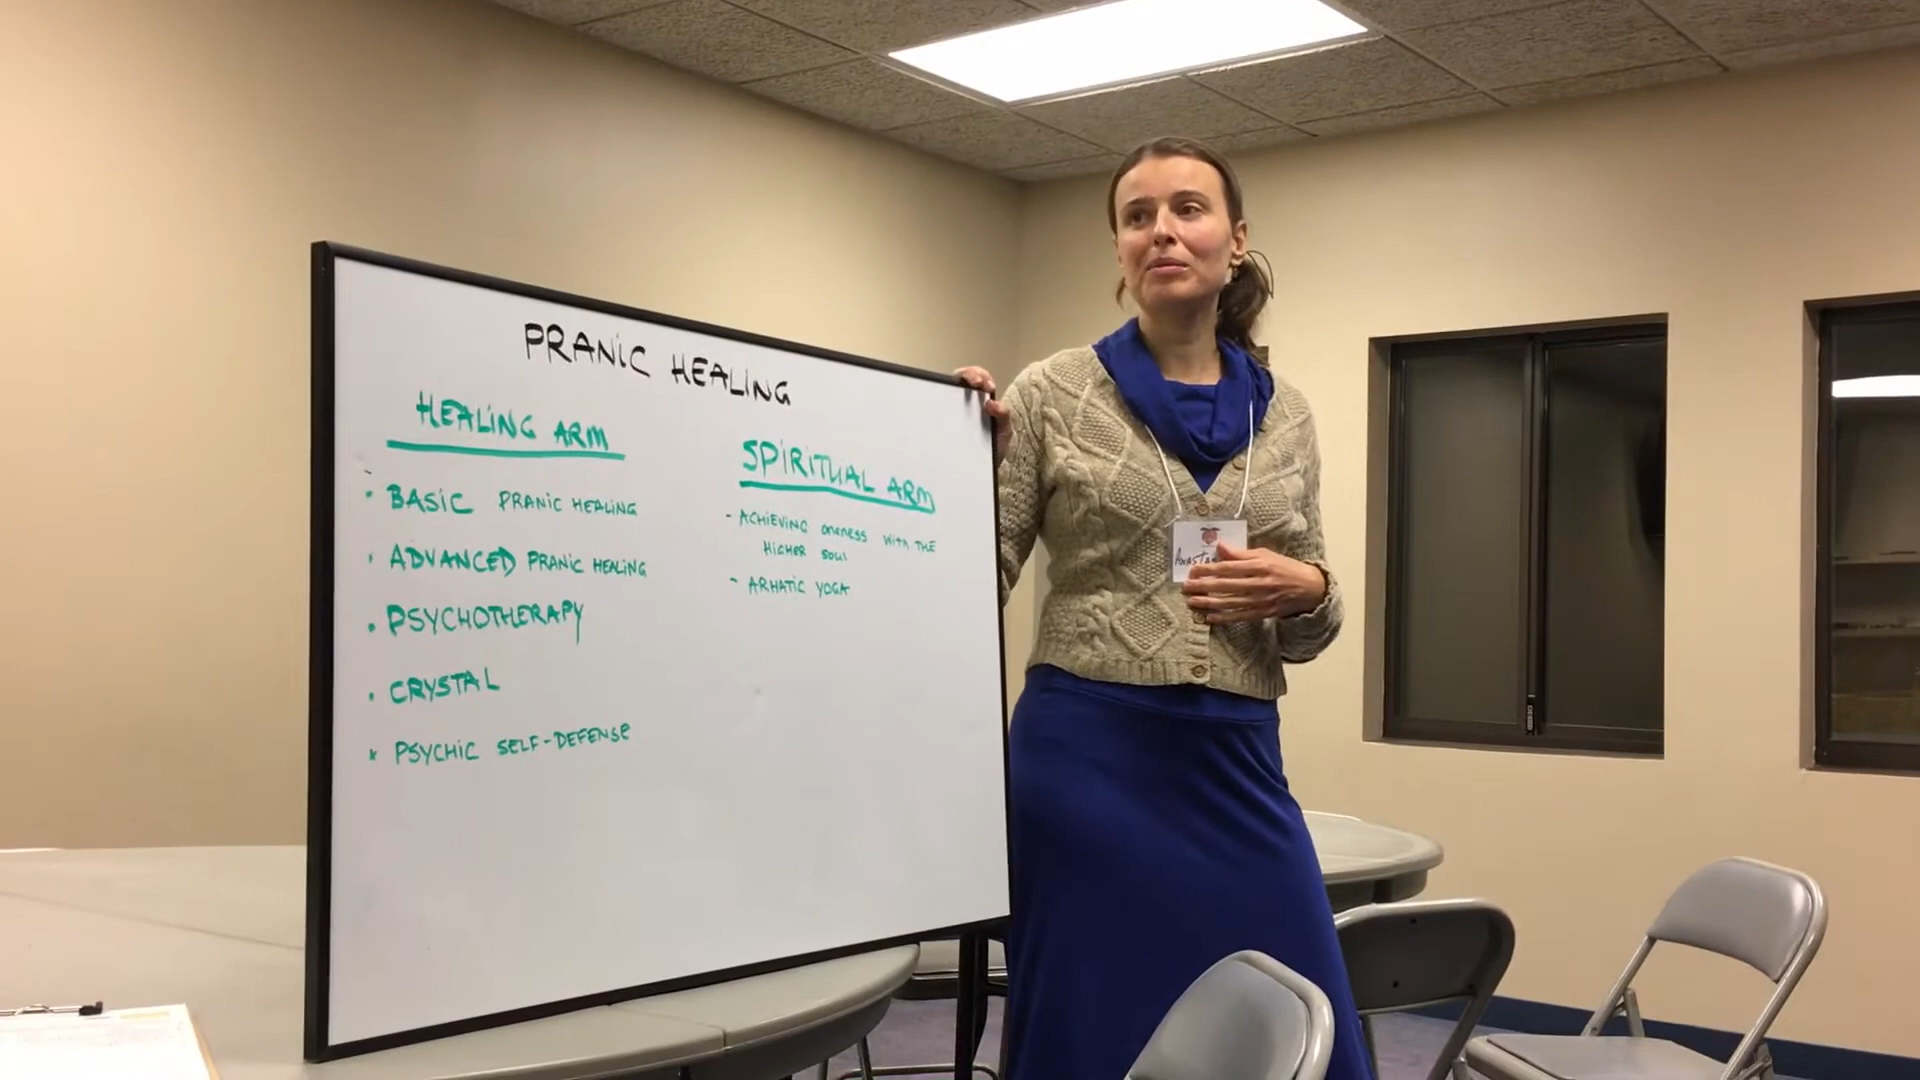 PRANIC HEALING
HEALING ARM
• BASIC PRANIC HEALING
• ADVANCED PRANIC HEALING
• PSYCHOTHERAPY
• CRYSTAL
• PSYCHIC SELF-DEFENSE
SPIRITUAL ARM
- ACHIEVING ONENESS WITH THE
HIGHER SOUL
- ARHATIC YOGA